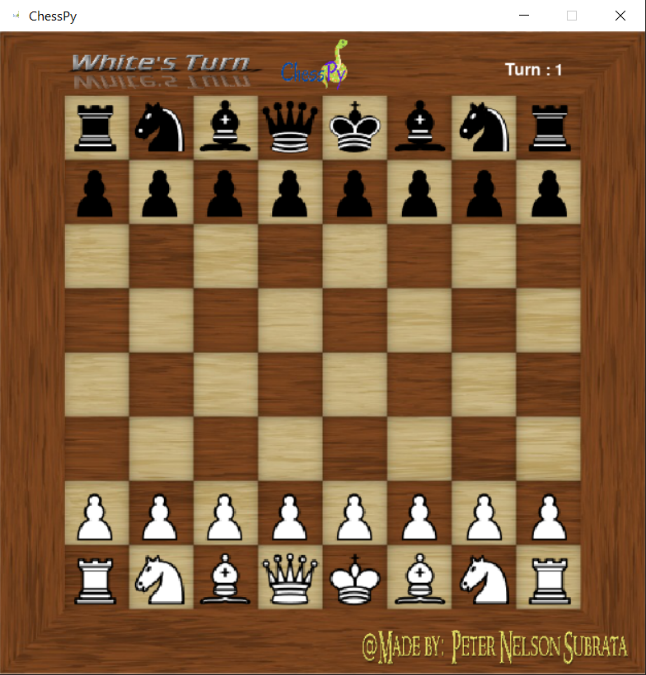 ChessPy
White's Turn
ChessPy
Turn : 1
@Made by: Peter Nelson Subrata